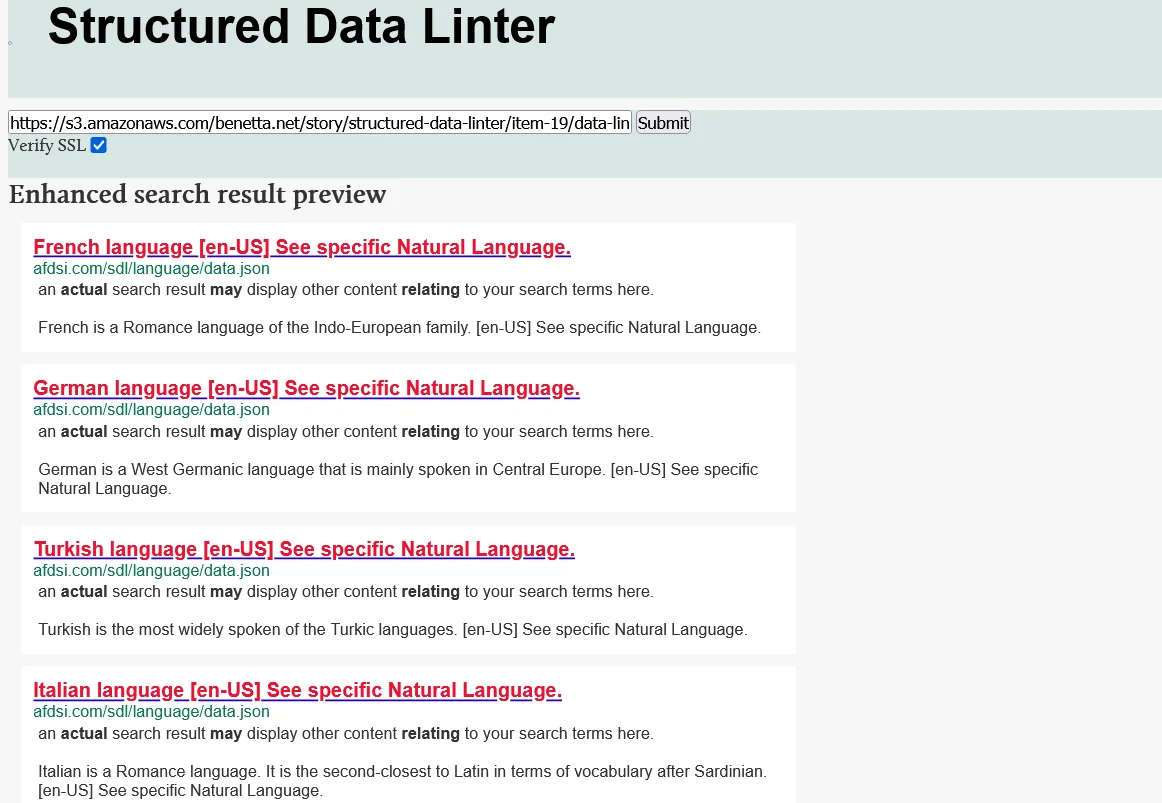 Structured Data Linter
https://s3.amazonaws.com/benetta.net/story/structured-data-linter/item-19/data-lin Submit
Verify SSL
Enhanced search result preview
French language [en-US] See specific Natural Language.
afdsi.com/sdl/language/data.json
an actual search result may display other content relating to your search terms here.
French is a Romance language of the Indo-European family. [en-US] See specific Natural Language.
German language [en-US] See specific Natural Language.
afdsi.com/sdl/language/data.json
an actual search result may display other content relating to your search terms here.
German is a West Germanic language that is mainly spoken in Central Europe. [en-US] See specific
Natural Language.
Turkish language [en-US] See specific Natural Language.
afdsi.com/sdl/language/data.json
an actual search result may display other content relating to your search terms here.
Turkish is the most widely spoken of the Turkic languages. [en-US] See specific Natural Language.
Italian language [en-US] See specific Natural Language.
afdsi.com/sdl/language/data.json
an actual search result may display other content relating to your search terms here.
Italian is a Romance language. It is the second-closest to Latin in terms of vocabulary after Sardinian.
[en-US] See specific Natural Language.